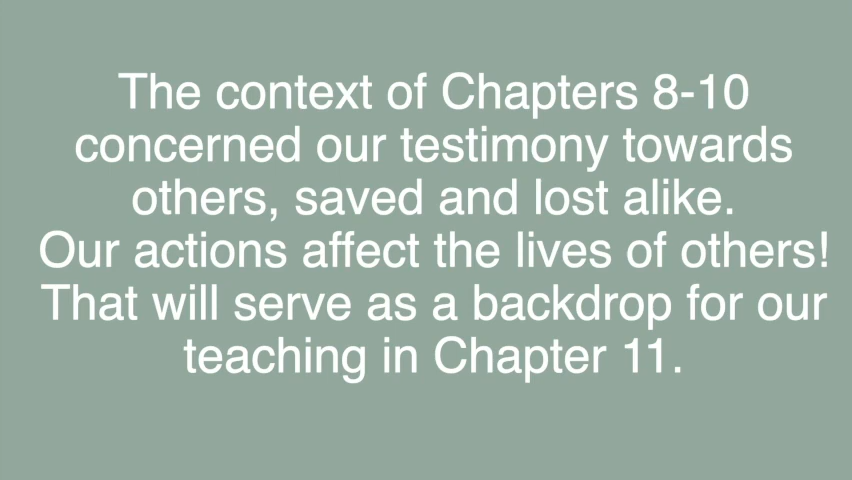 The context of Chapters 8-10
concerned our testimony towards
others, saved and lost alike.
Our actions affect the lives of others!
That will serve as a backdrop for our
teaching in Chapter 11.